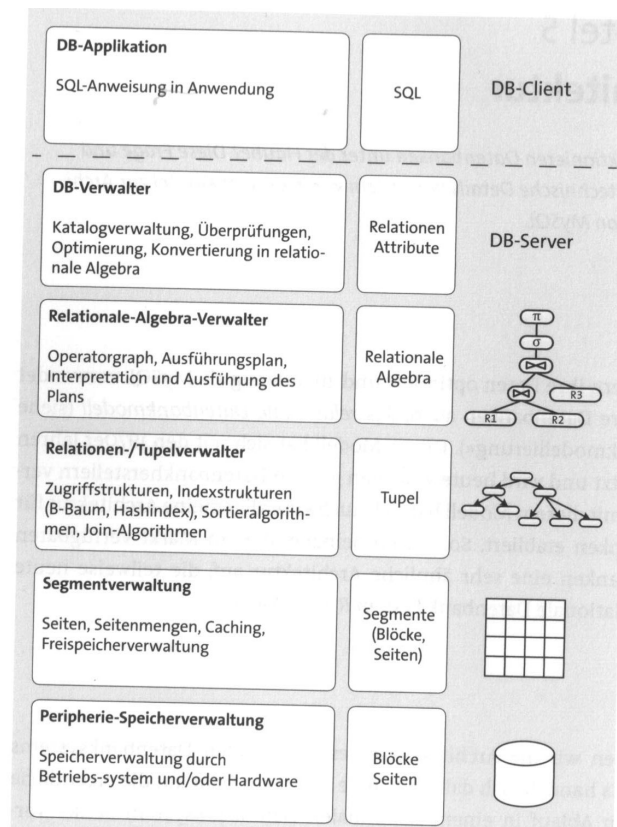 DB-Applikation
SQL-Anweisung in Anwendung
SQL
DB-Client
DB-Verwalter
Katalogverwaltung, Überprüfungen,
Optimierung, Konvertierung in relatio-
nale Algebra
Relationen
Attribute
DB-Server
Relationale-Algebra-Verwalter
Operatorgraph, Ausführungsplan,
Interpretation und Ausführung des
Plans
Relationale
Algebra
π
σ
R3
R1
R2
Relationen-/Tupelverwalter
Zugriffstrukturen, Indexstrukturen
(B-Baum, Hashindex), Sortieralgorith-
men, Join-Algorithmen
Tupel
Segmentverwaltung
Seiten, Seitenmengen, Caching,
Freispeicherverwaltung
Segmente
(Blöcke,
Seiten)
Peripherie-Speicherverwaltung
Speicherverwaltung durch
Betriebs-system und/oder Hardware
Blöcke
Seiten